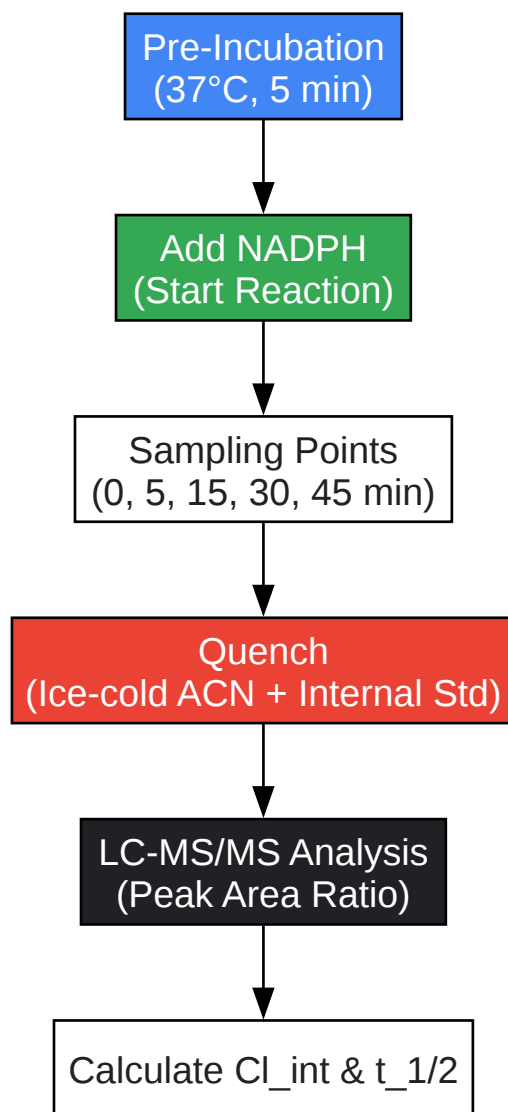 Pre-Incubation
(37°C, 5 min)
Add NADPH
(Start Reaction)
Sampling Points
(0, 5, 15, 30, 45 min)
Quench
(Ice-cold ACN + Internal Std)
LC-MS/MS Analysis
(Peak Area Ratio)
Calculate Cl_int & t_1/2